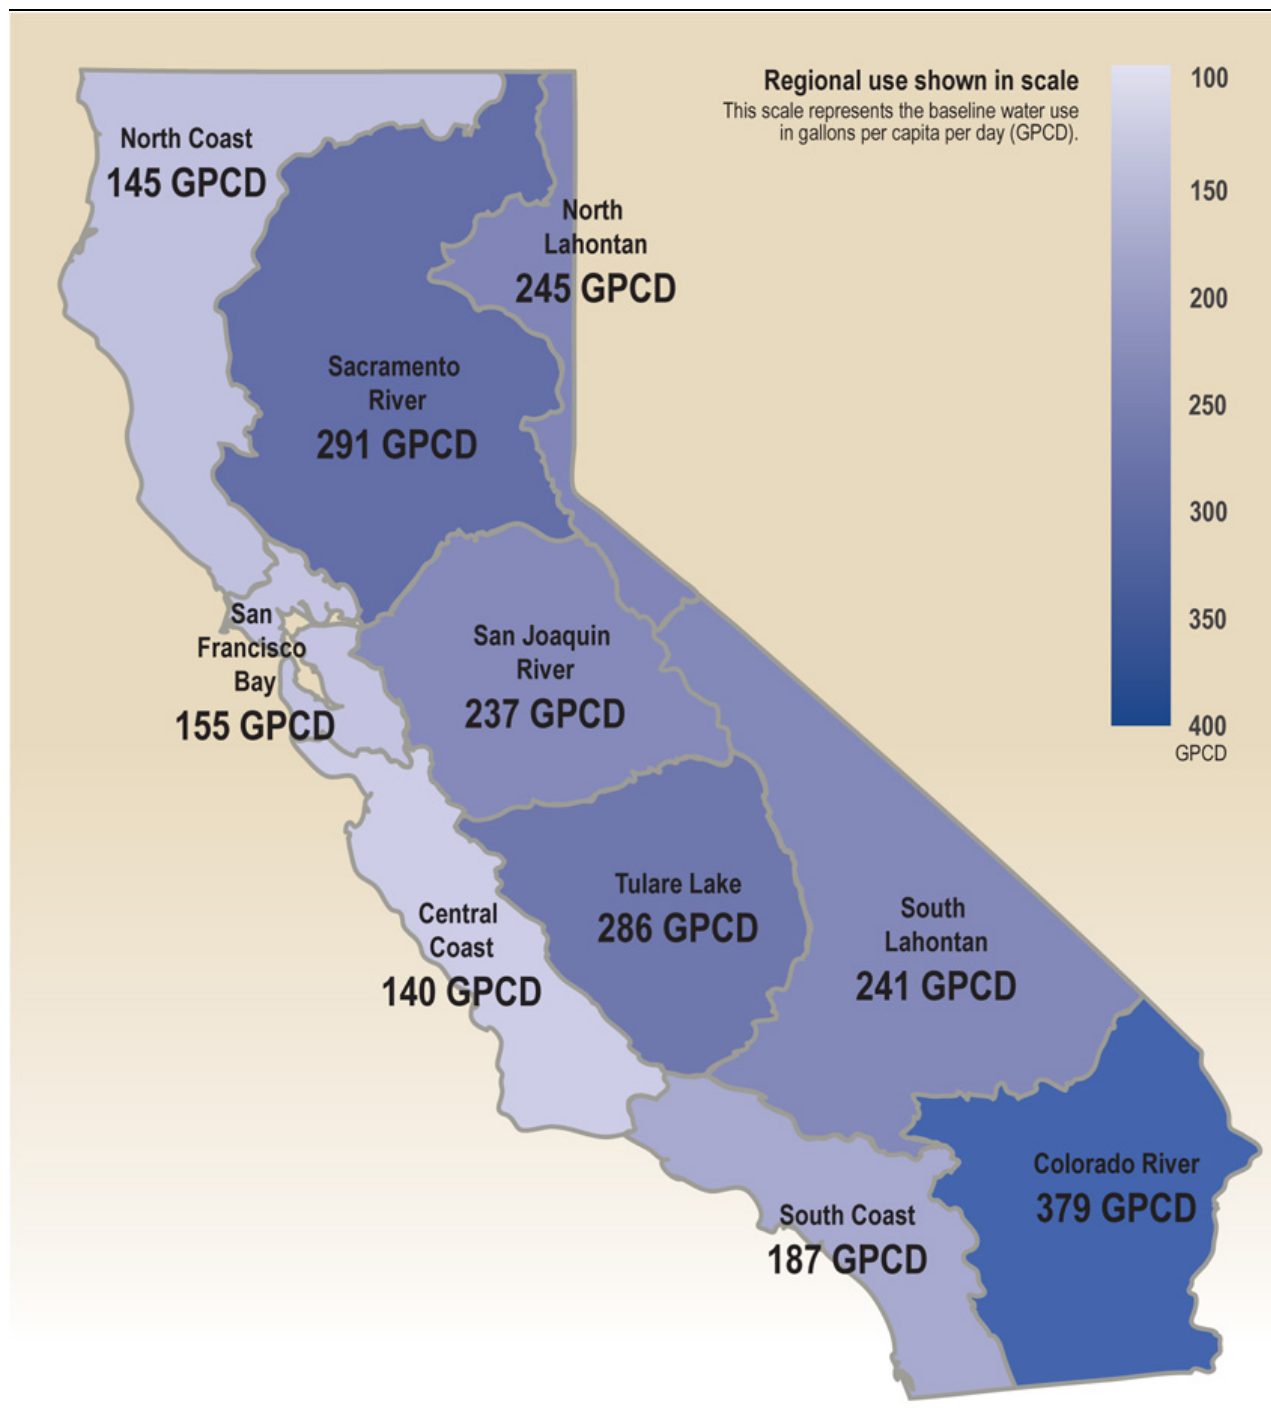 Regional use shown in scale
This scale represents the baseline water use
in gallons per capita per day (GPCD).
100
150
200
250
300
350
400
GPCD
North Coast
145 GPCD
North
Lahontan
245 GPCD
Sacramento
River
291 GPCD
San
Francisco
Bay
155 GPCD
San Joaquin
River
237 GPCD
Tulare Lake
286 GPCD
Central
Coast
140 GPCD
South
Lahontan
241 GPCD
Colorado River
379 GPCD
South Coast
187 GPCD